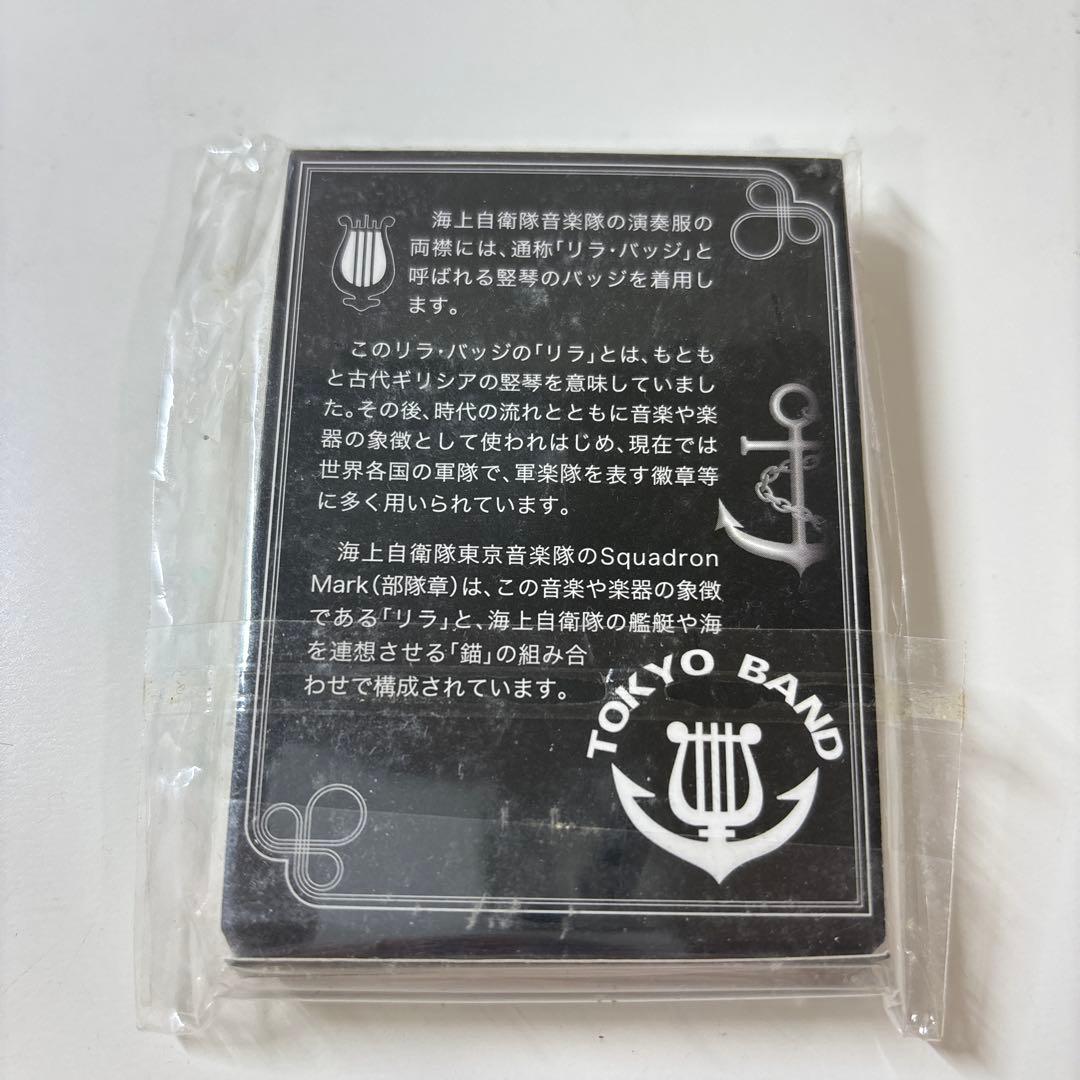 海上自衛隊音楽隊の演奏服の
両襟には、通称「リラ・バッジ」と
呼ばれる竪琴のバッジを着用し
ます。
このリラ・バッジの「リラ」とは、もとも
と古代ギリシアの竪琴を意味していまし
た。その後、時代の流れとともに音楽や楽
器の象徴として使われはじめ、現在では
世界各国の軍隊で、軍楽隊を表す徽章等
に多く用いられています。
海上自衛隊東京音楽隊のSquadron
Mark（部隊章）は、この音楽や楽器の象徴
である「リラ」と、海上自衛隊の艦艇や海
を連想させる「錨」の組み合
わせで構成されています。
TOKYO BAND